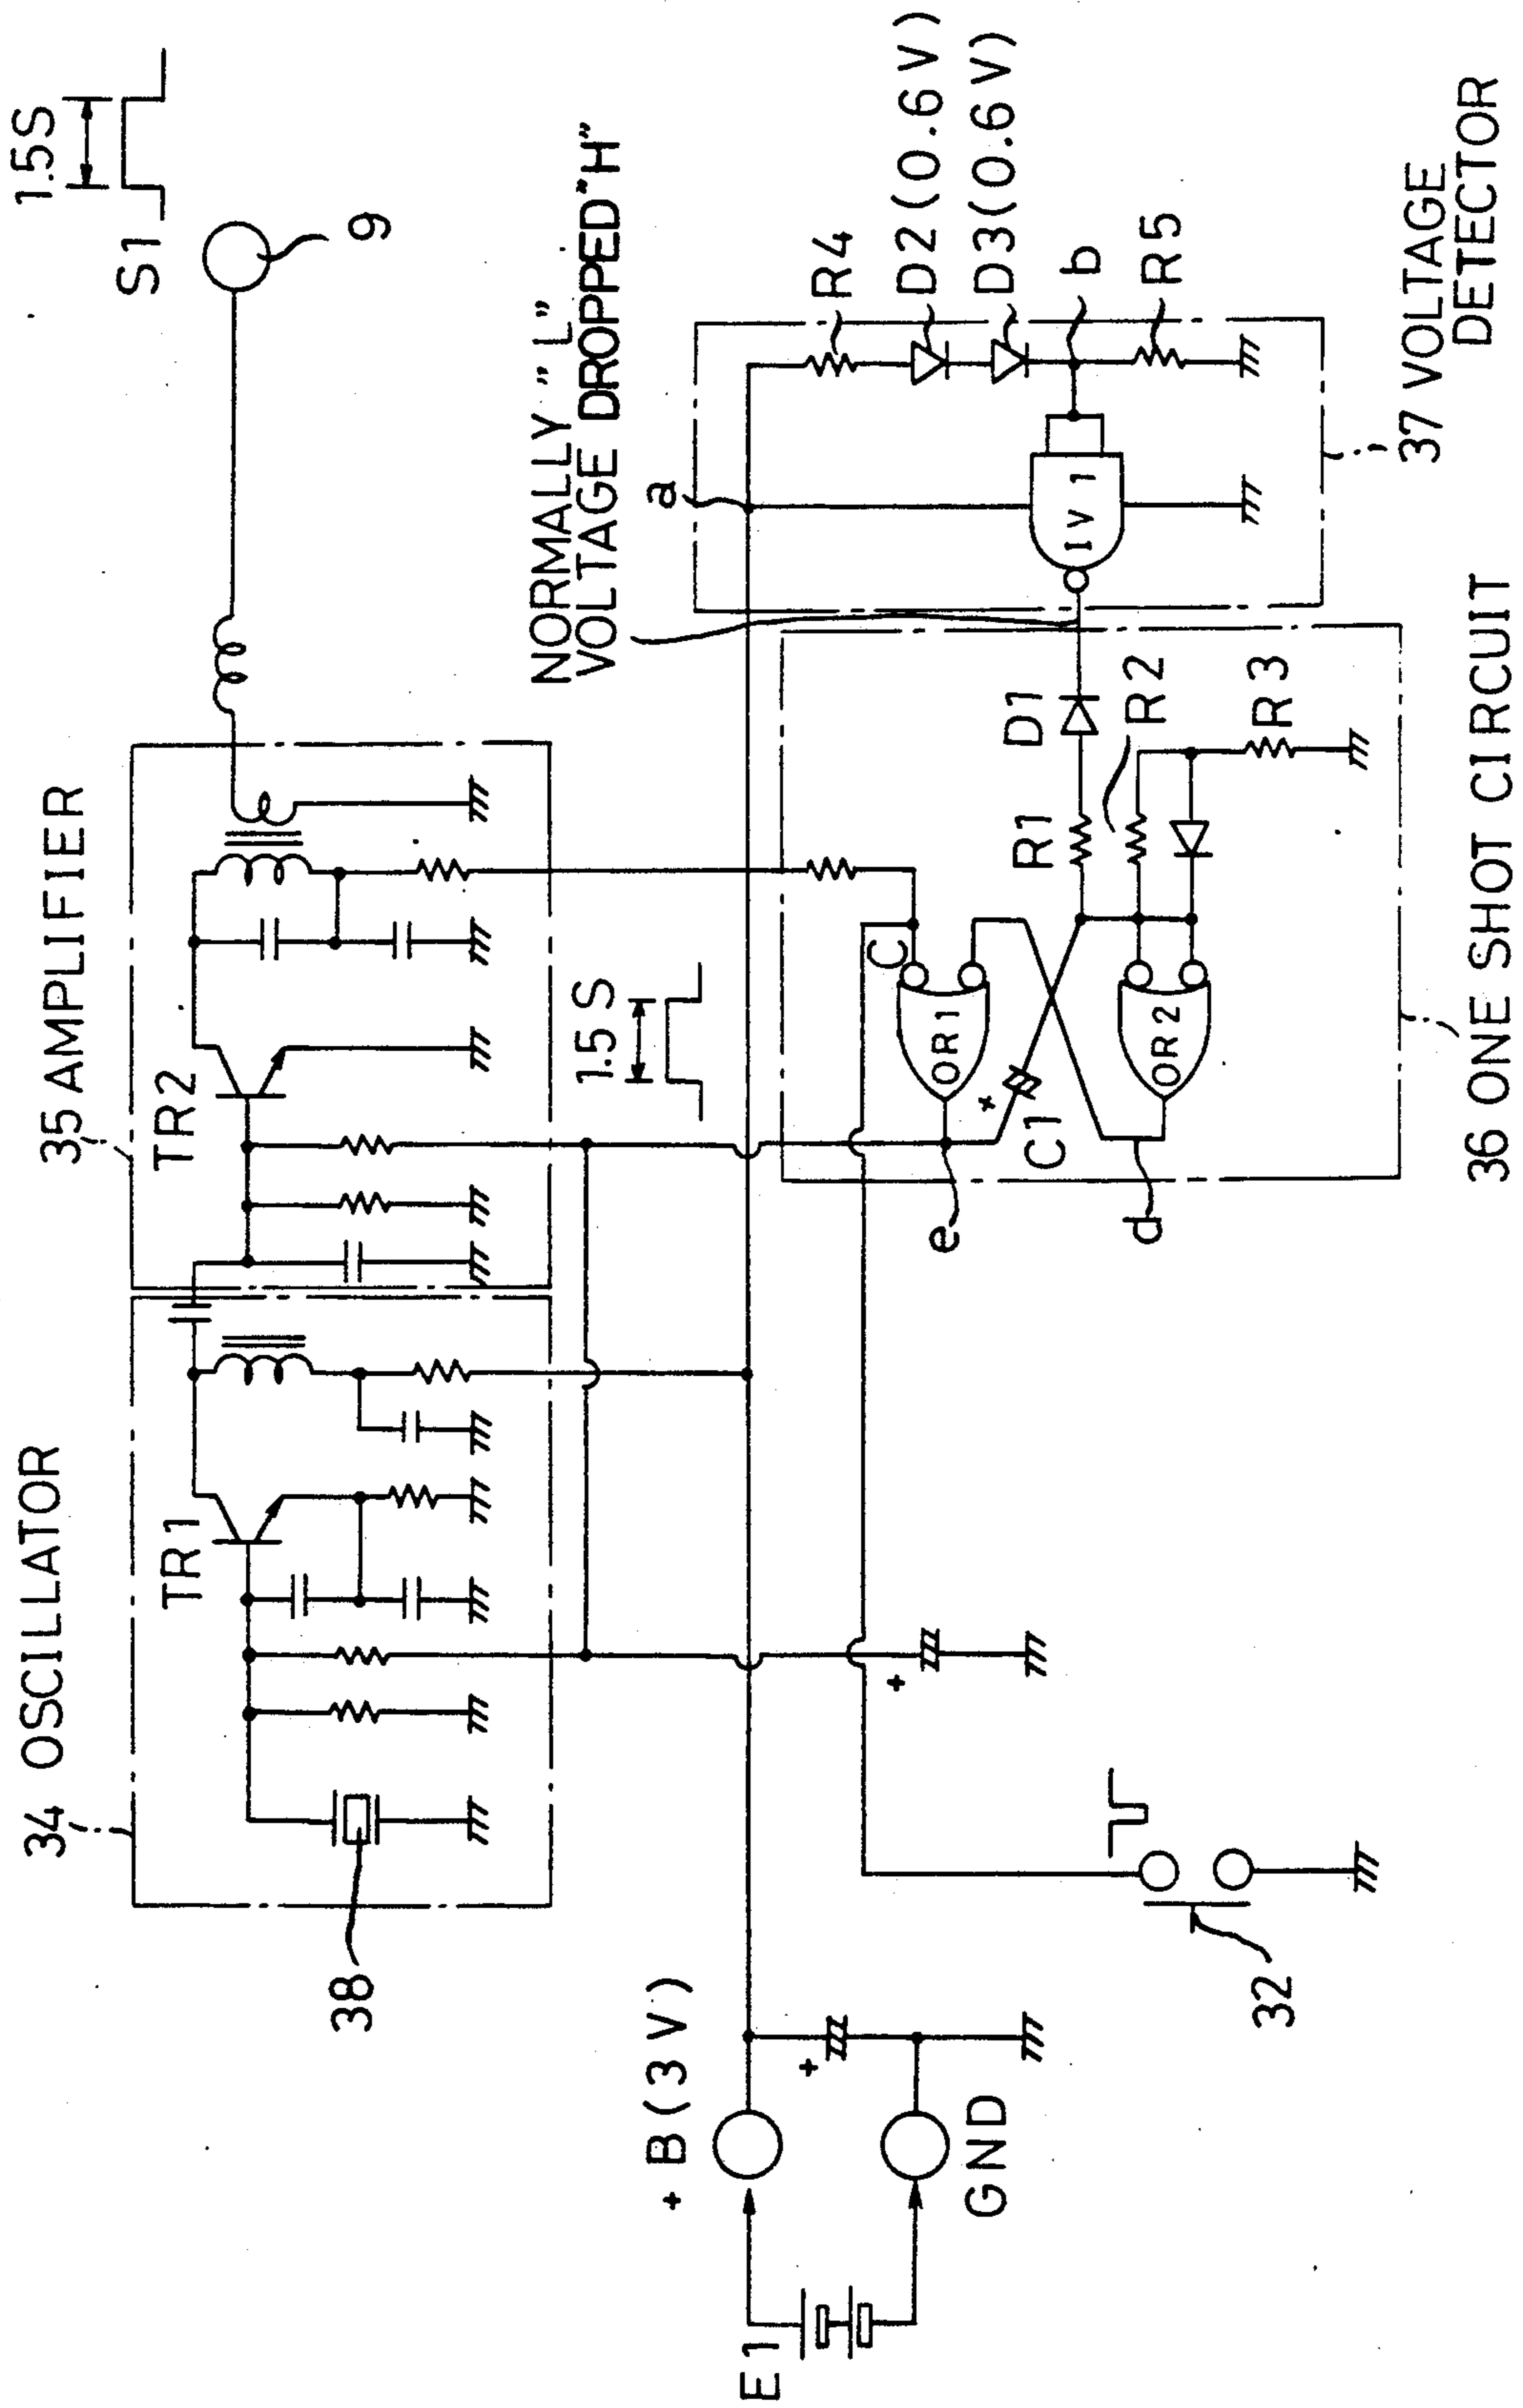 34 OSCILLATOR
35 AMPLIFIER
1.5S
S1
9
TR1
TR2
38
NORMALLY "L"
VOLTAGE DROPPED "H"
1.5S
+B(3V)
E1
GND
32
a
C
OR1
e
C1
d
OR2
R1
D1
R2
R3
IV1
R4
D2(0.6V)
D3(0.6V)
b
R5
36 ONE SHOT CIRCUIT
37 VOLTAGE
DETECTOR
+
+
+